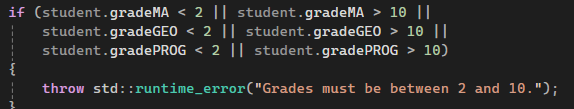 if (student.gradeMA < 2 || student.gradeMA > 10 ||
student.gradeGEO < 2 || student.gradeGEO > 10 ||
student.gradePROG < 2 || student.gradePROG > 10)
{
throw std::runtime_error("Grades must be between 2 and 10.");
}